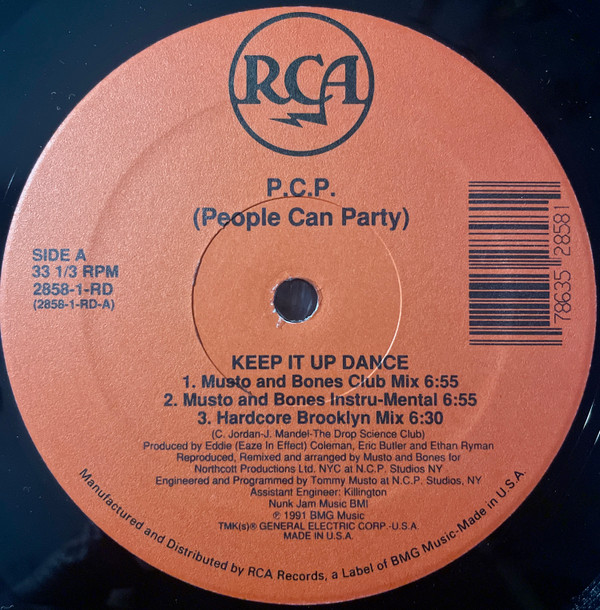 RCA
P.C.P.
(People Can Party)
SIDE A
33 1/3 RPM
2858-1-RD
(2858-1-RD-A)
78635 28581
KEEP IT UP DANCE
1. Musto and Bones Club Mix 6:55
2. Musto and Bones Instru-Mental 6:55
3. Hardcore Brooklyn Mix 6:30
(C. Jordan-J. Mandel-The Drop Science Club)
Produced by Eddie (Eaze In Effect) Coleman, Eric Butler and Ethan Ryman
Reproduced, Remixed and arranged by Musto and Bones for
Northcott Productions Ltd. NYC at N.C.P. Studios NY
Engineered and Programmed by Tommy Musto at N.C.P. Studios, NY
Assistant Engineer: Killington
Nunk Jam Music BMI
℗ 1991 BMG Music
TMK(s)® GENERAL ELECTRIC CORP.-U.S.A.
MADE IN U.S.A.
Manufactured and Distributed by RCA Records, a Label of BMG Music-Made in U.S.A.